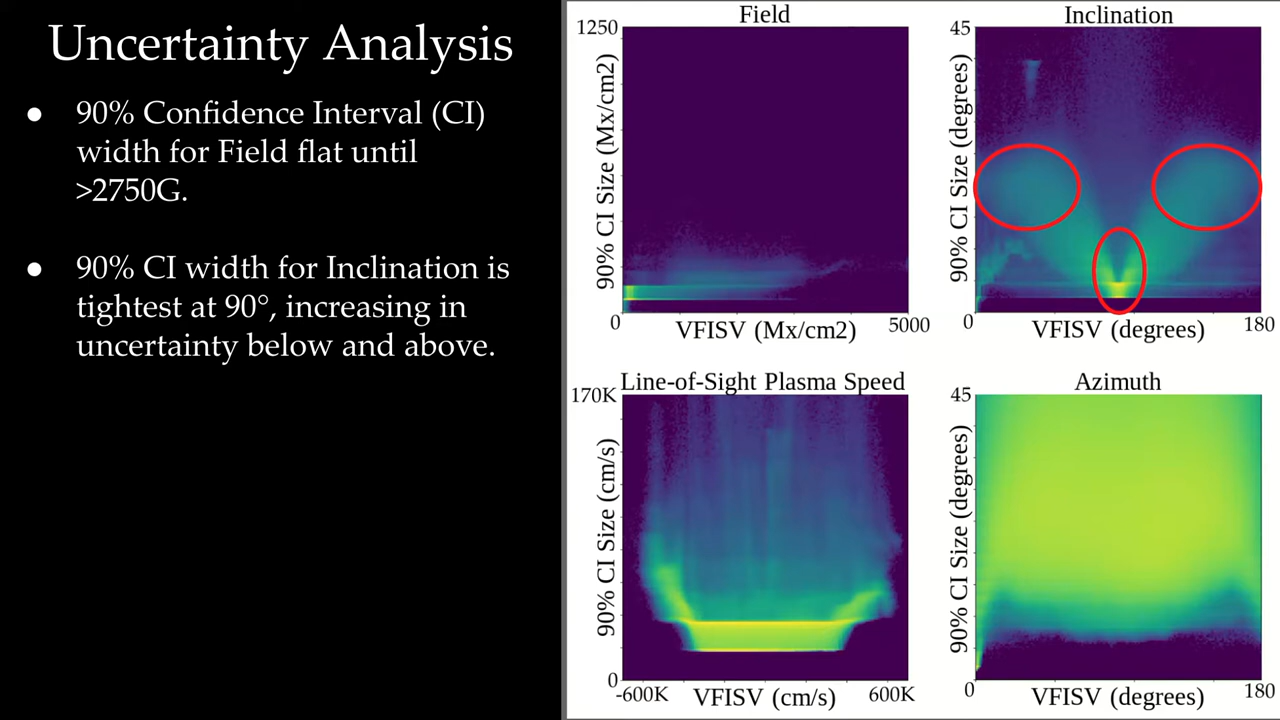 Uncertainty Analysis
● 90% Confidence Interval (CI)
width for Field flat until
>2750G.
● 90% CI width for Inclination is
tightest at 90°, increasing in
uncertainty below and above.
Field
1250
90% CI Size (Mx/cm2)
0
VFISV (Mx/cm2)
5000
Inclination
45
90% CI Size (degrees)
0
VFISV (degrees)
180
Line-of-Sight Plasma Speed
170K
90% CI Size (cm/s)
0
-600K
VFISV (cm/s)
600K
Azimuth
45
90% CI Size (degrees)
0
VFISV (degrees)
180